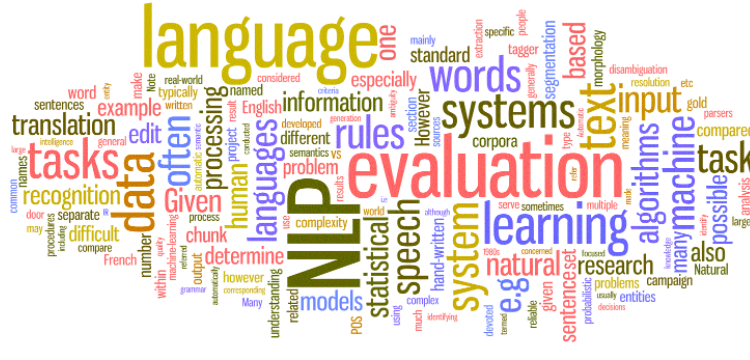 language
evaluation
NLP
learning
words
systems
tasks
data
often
text
input
machine
task
system
speech
rules
languages
Given
translation
recognition
processing
information
human
statistical
natural
e.g
algorithms
many
possible
also
research
based
one
especially
standard
However
segmentation
morphology
disambiguation
resolution
etc
gold
parsers
compared
meaning
type
automatic
corpora
section
sources
tagger
generally
extraction
specific
people
mainly
criteria
considered
ambiguity
generation
English
named
typically
real-world
Note
entity
make
word
sentences
written
example
edit
general
intelligence
large
names
common
door
may
separate
procedures
including
difficult
compare
French
number
within
machine-learning
quality
referred
process
output
grammar
automatically
however
corresponding
Many
understanding
related
determine
chunk
problem
different
semantics
vs
developed
result
project
conducted
semantic
results
complexity
world
use
is
although
models
POS
using
complex
much
identifying
hand-written
devoted
termed
reliable
1980s
concerned
focused
given
sentence
set
probabilistic
problems
usually
entities
decisions
campaign
Natural
knowledge
identify
multiple
made
sometimes
serve
large
analysis